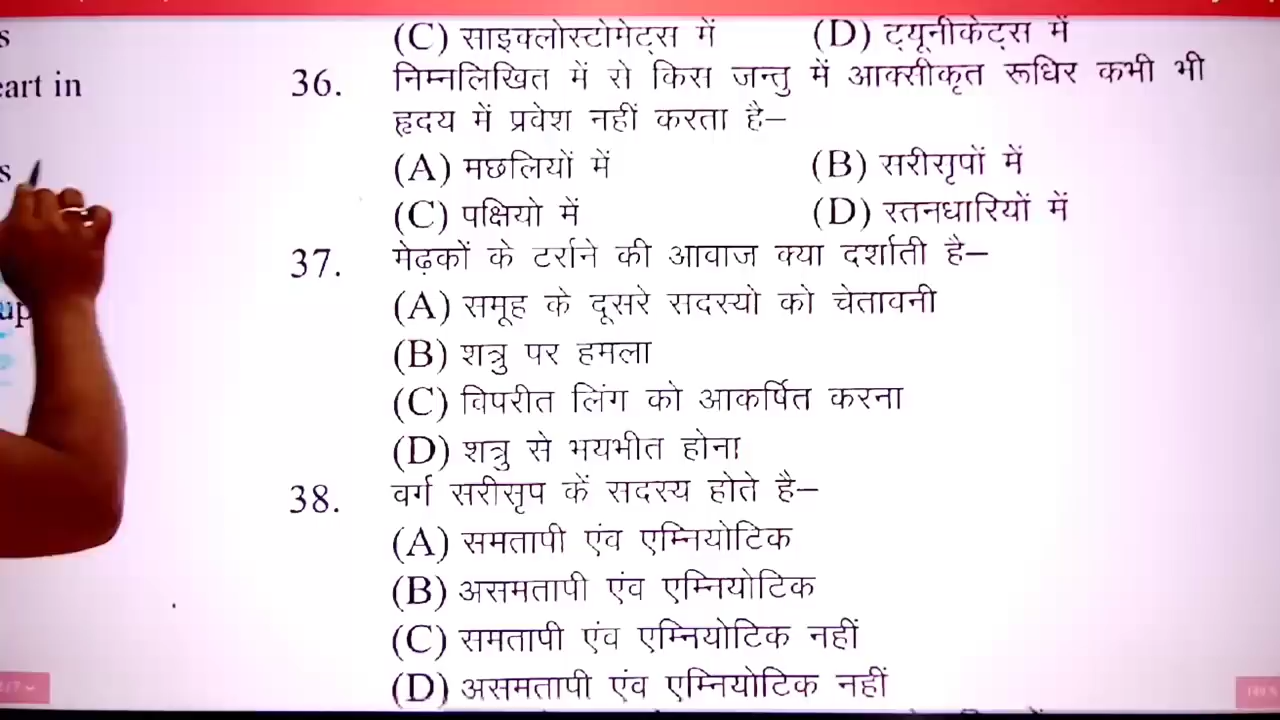 s
(C) साइक्लोस्टोमेट्स में (D) ट्यूनीकेट्स में
eart in
36. निम्नलिखित में रो किस जन्तु में आक्सीकृत रूधिर कभी भी
हृदय में प्रवेश नहीं करता है–
s
(A) मछलियों में (B) सरीसृपों में
(C) पक्षियो में (D) रतनधारियों में
37. मेढ़कों के टर्राने की आवाज क्या दर्शाती है–
(A) समूह के दूसरे सदस्यो को चेतावनी
up
(B) शत्रु पर हमला
(C) विपरीत लिंग को आकर्पित करना
(D) शत्रु से भयभीत होना
38. वर्ग सरीसृप कें सदस्य होते है–
(A) समतापी एंव एम्नियोटिक
(B) असमतापी एंव एम्नियोटिक
(C) समतापी एंव एम्नियोटिक नहीं
(D) असमतापी एंव एम्नियोटिक नहीं